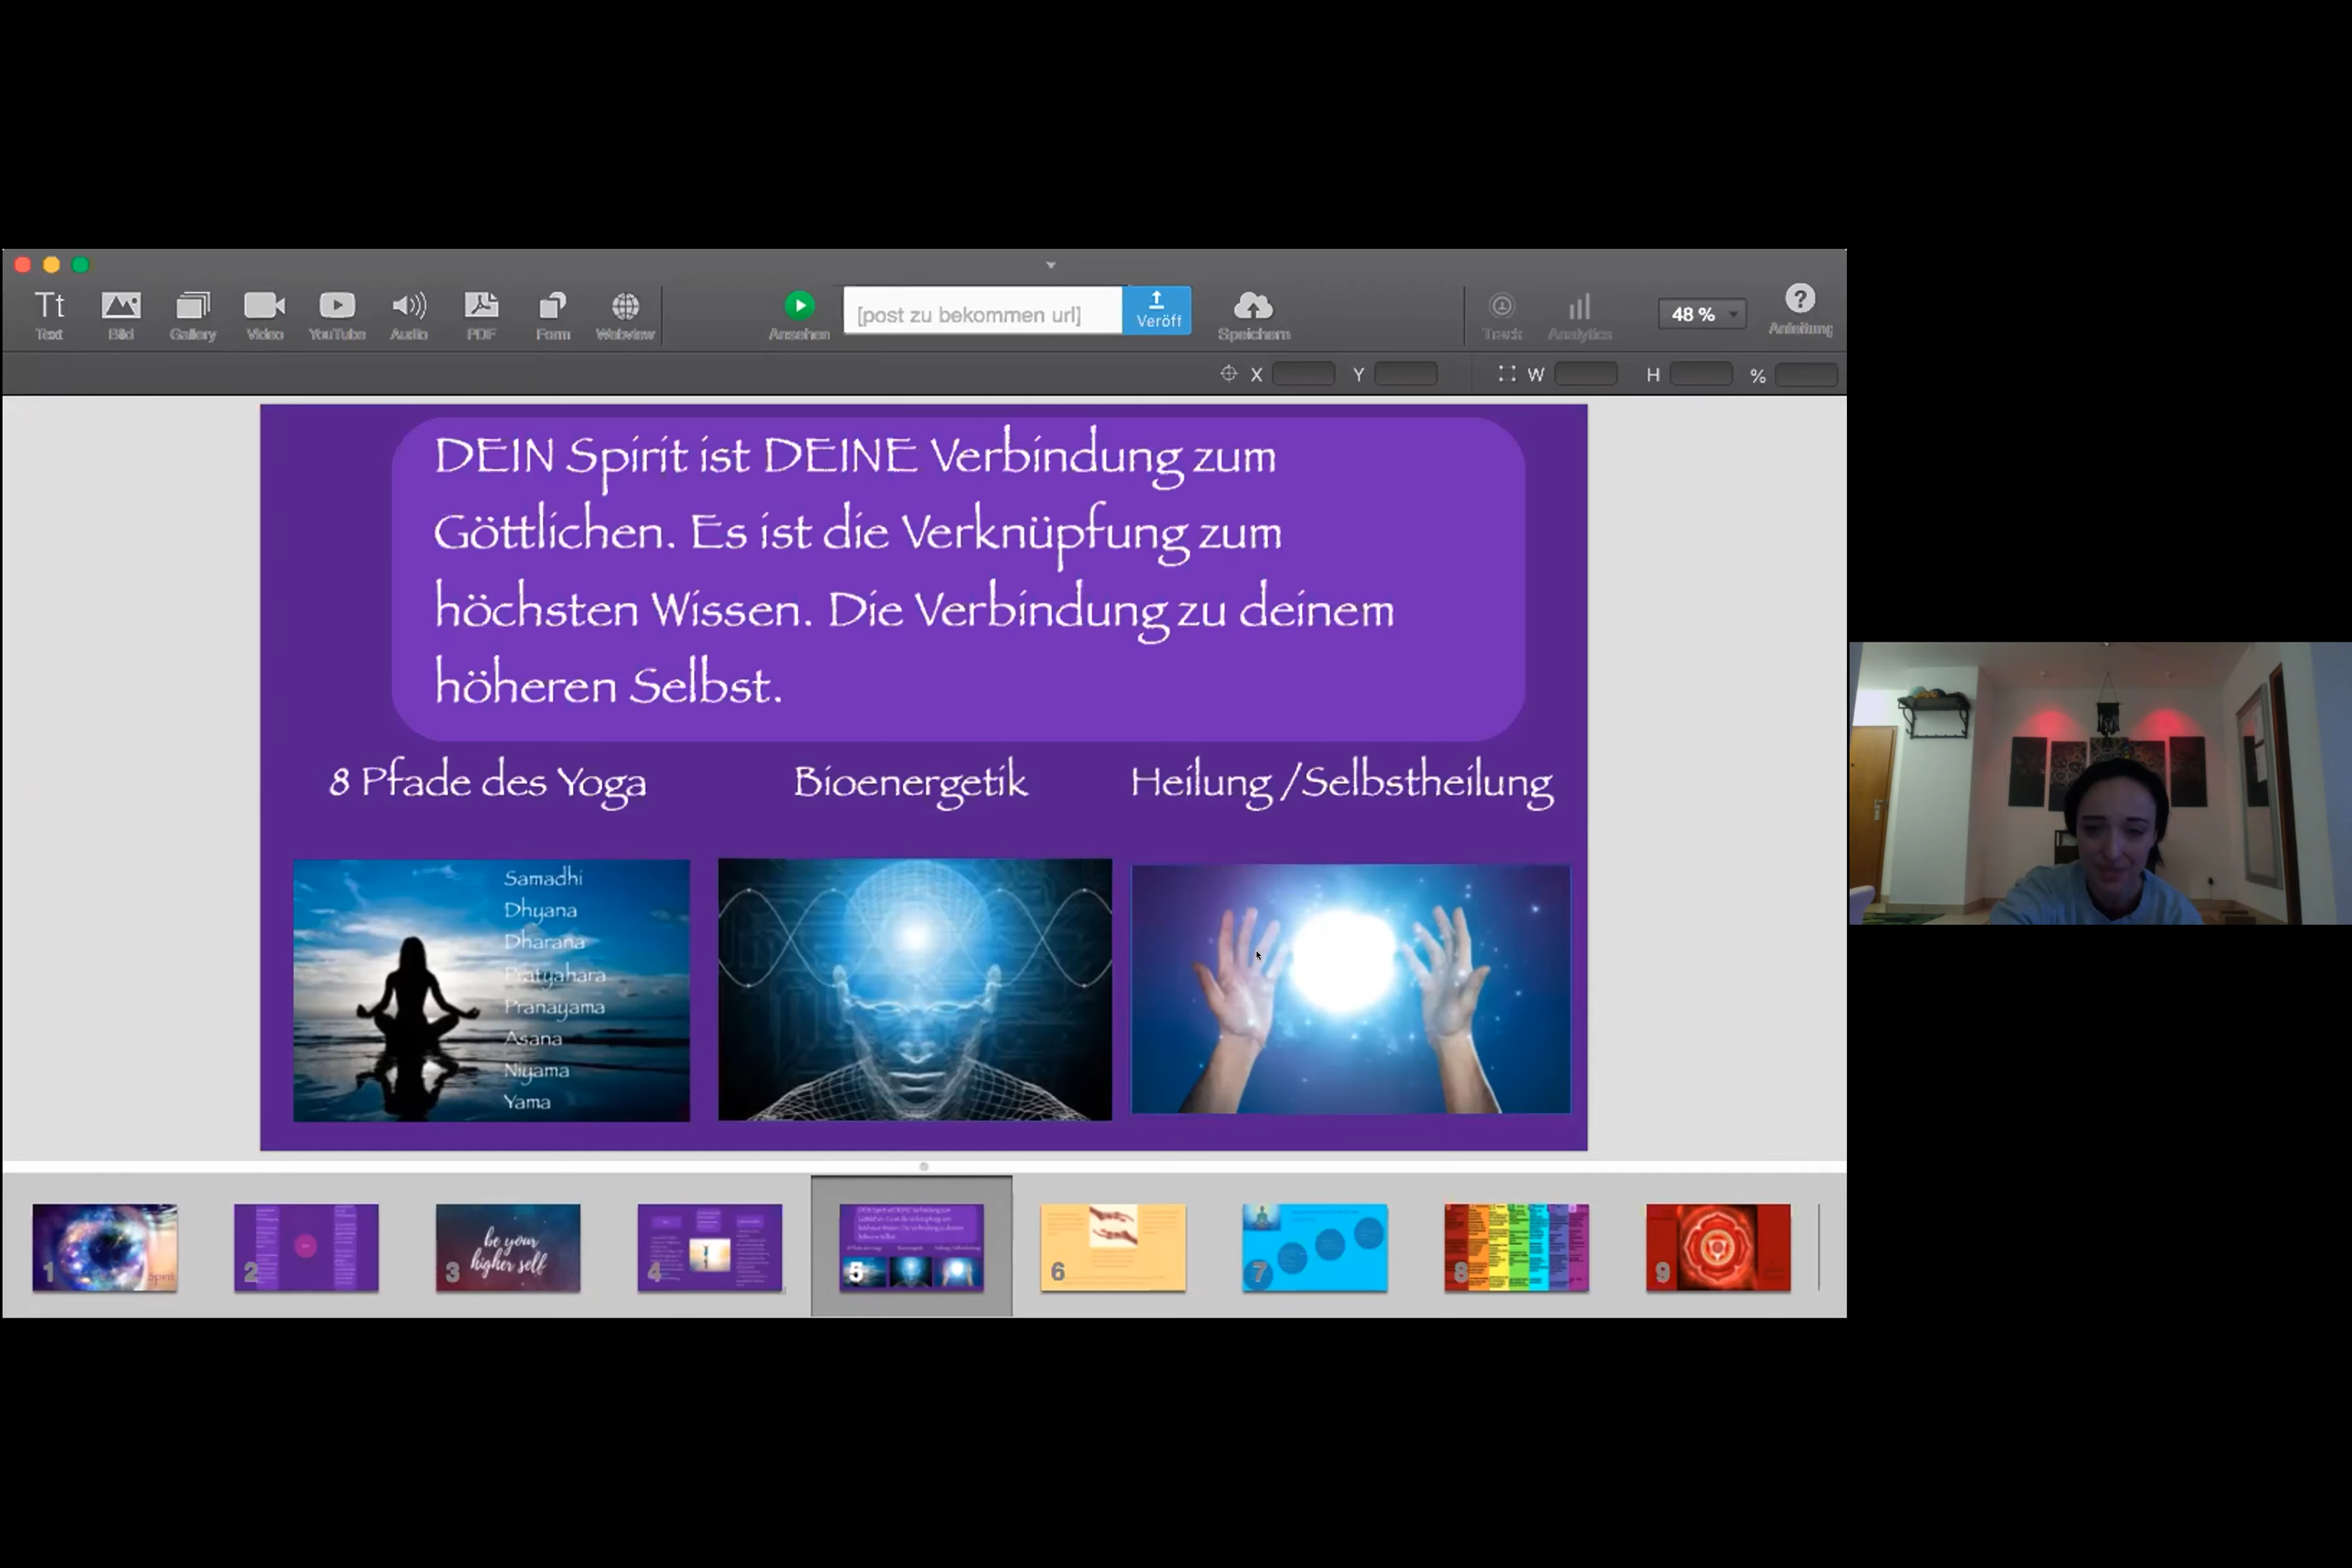 Text
Bild
Gallery
Video
YouTube
Audio
PDF
Form
Webview
Ansehen
[post zu bekommen url]
Veröff
Speichern
Track
Analytics
48 %
?
Anleitung
X
Y
W
H
%
DEIN Spirit ist DEINE Verbindung zum
Göttlichen. Es ist die Verknüpfung zum
höchsten Wissen. Die Verbindung zu deinem
höheren Selbst.
8 Pfade des Yoga
Bioenergetik
Heilung /Selbstheilung
Samadhi
Dhyana
Dharana
Pratyahara
Pranayama
Asana
Niyama
Yama
1
Spirit
2
3
be your
higher self
4
5
6
7
8
9